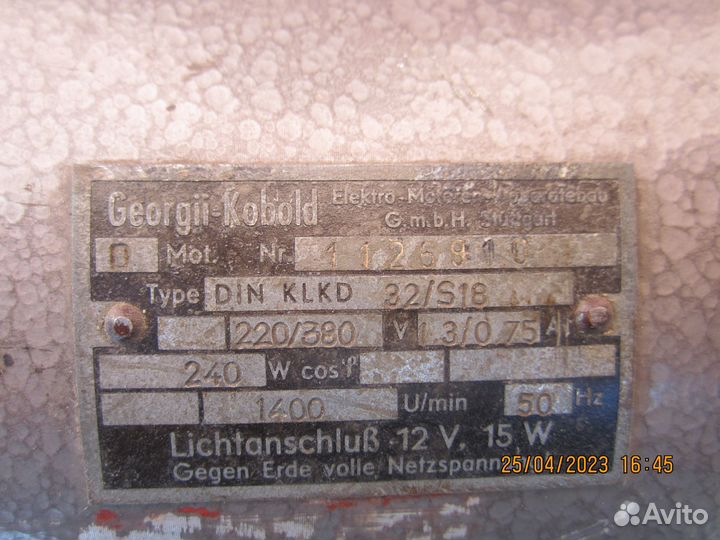 Georgii-Kobold Elektro-Motoren-Apparatebau
G.m.b.H. Stuttgart
D Mot. Nr. 1126910
Type DIN KLKD 32/S18
220/380 V 1.3/0.75 A
240 W cos φ
1400 U/min 50 Hz
Lichtanschluß 12 V, 15 W
Gegen Erde volle
25/04/2023 16:45
Avito